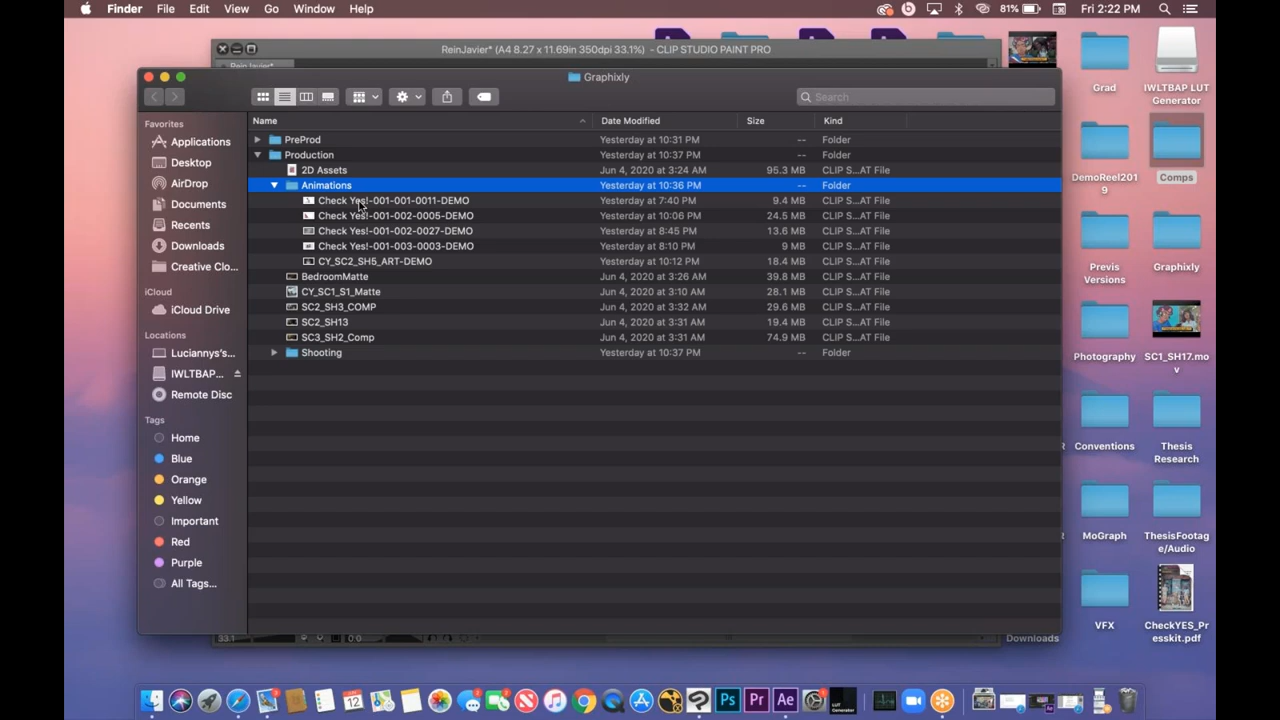 Finder File Edit View Go Window Help 81% Fri 2:22 PM
ReinJavier* (A4 8.27 x 11.69in 350dpi 33.1%) - CLIP STUDIO PAINT PRO
ReinJavier*
Graphixly
Search
Favorites
Applications
Desktop
AirDrop
Documents
Recents
Downloads
Creative Clo...
iCloud
iCloud Drive
Locations
Luciannys's...
IWLTBAP...
Remote Disc
Tags
Home
Blue
Orange
Yellow
Important
Red
Purple
All Tags...
Name Date Modified Size Kind
PreProd Yesterday at 10:31 PM -- Folder
Production Yesterday at 10:37 PM -- Folder
2D Assets Jun 4, 2020 at 3:24 AM 95.3 MB CLIP S...AT File
Animations Yesterday at 10:36 PM -- Folder
Check Yes!-001-001-0011-DEMO Yesterday at 7:40 PM 9.4 MB CLIP S...AT File
Check Yes!-001-002-0005-DEMO Yesterday at 10:06 PM 24.5 MB CLIP S...AT File
Check Yes!-001-002-0027-DEMO Yesterday at 8:45 PM 13.6 MB CLIP S...AT File
Check Yes!-001-003-0003-DEMO Yesterday at 8:10 PM 9 MB CLIP S...AT File
CY_SC2_SH5_ART-DEMO Yesterday at 10:12 PM 18.4 MB CLIP S...AT File
BedroomMatte Jun 4, 2020 at 3:26 AM 39.8 MB CLIP S...AT File
CY_SC1_S1_Matte Jun 4, 2020 at 3:10 AM 28.1 MB CLIP S...AT File
SC2_SH3_COMP Jun 4, 2020 at 3:32 AM 29.6 MB CLIP S...AT File
SC2_SH13 Jun 4, 2020 at 3:31 AM 19.4 MB CLIP S...AT File
SC3_SH2_Comp Jun 4, 2020 at 3:31 AM 74.9 MB CLIP S...AT File
Shooting Yesterday at 10:37 PM -- Folder
33.1 0:0
Grad
IWLTBAP LUT
Generator
DemoReel201
9
Comps
Previs
Versions
Graphixly
Photography
SC1_SH17.mo
v
Conventions
Thesis
Research
MoGraph
ThesisFootag
e/Audio
VFX
CheckYES_Pr
esskit.pdf
Downloads
12
Ps Pr Ae
LUT
Generator